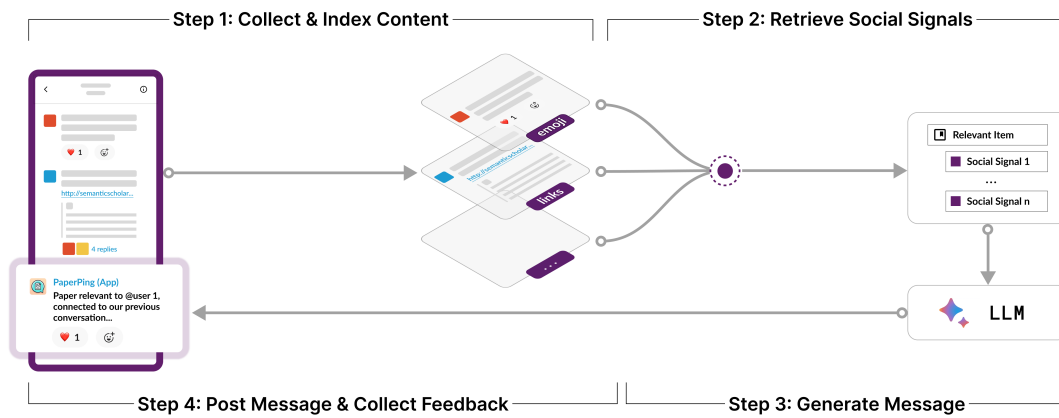 Step 1: Collect & Index Content
Step 2: Retrieve Social Signals
1
http://semanticscholar...
4 replies
PaperPing (App)
Paper relevant to @user 1,
connected to our previous
conversation...
1
1
emoji
http://semanticscholar...
links
...
Relevant Item
Social Signal 1
...
Social Signal n
LLM
Step 4: Post Message & Collect Feedback
Step 3: Generate Message